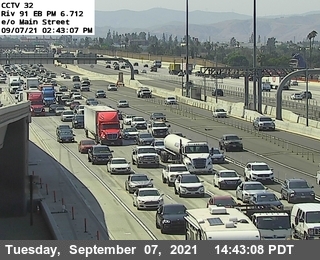 CCTV 32
Riv 91 EB PM 6.712
e/o Main Street
09/07/21 02:43:07 PM
Tuesday, September 07, 2021 14:43:08 PDT